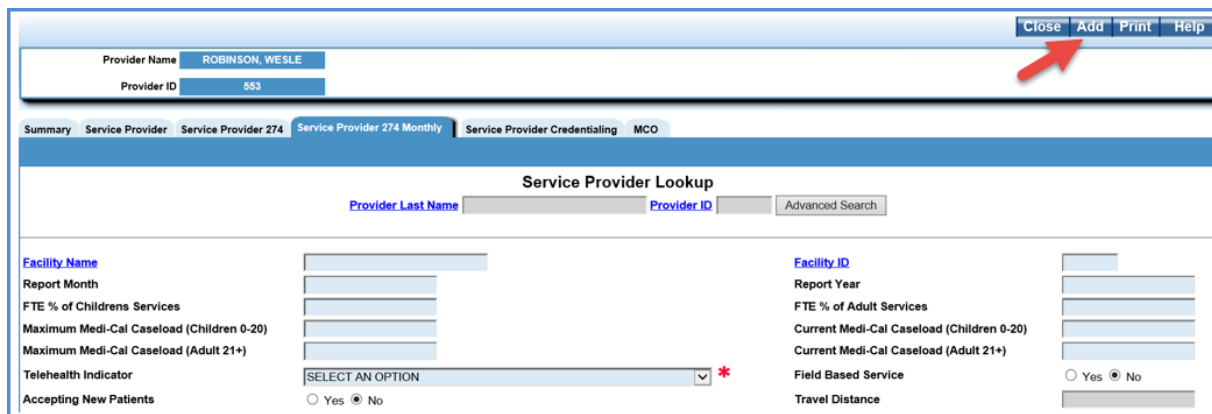 Close Add Print Help
Provider Name ROBINSON, WESLE
Provider ID 553
Summary Service Provider Service Provider 274 Service Provider 274 Monthly Service Provider Credentialing MCO
Service Provider Lookup
Provider Last Name Provider ID Advanced Search
Facility Name Facility ID
Report Month Report Year
FTE % of Childrens Services FTE % of Adult Services
Maximum Medi-Cal Caseload (Children 0-20) Current Medi-Cal Caseload (Children 0-20)
Maximum Medi-Cal Caseload (Adult 21+) Current Medi-Cal Caseload (Adult 21+)
Telehealth Indicator SELECT AN OPTION * Field Based Service Yes No
Accepting New Patients Yes No Travel Distance